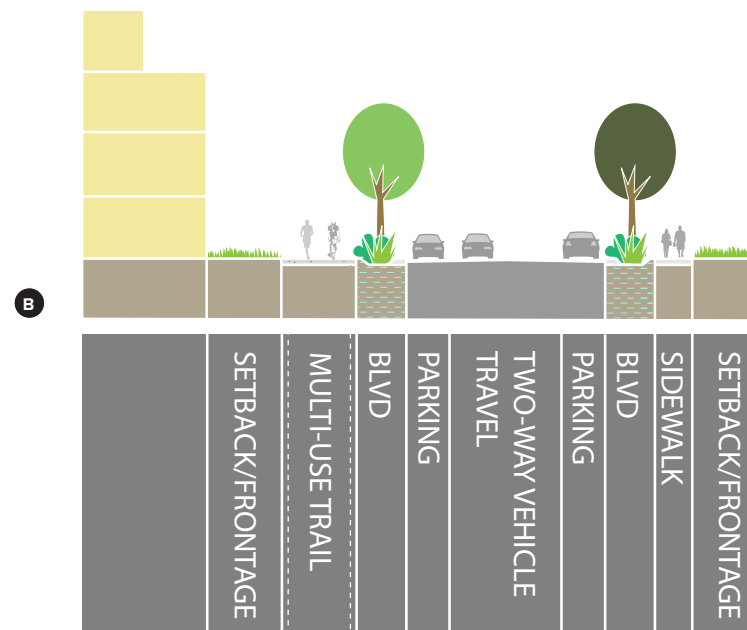 B
SETBACK/FRONTAGE
MULTI-USE TRAIL
BLVD
PARKING
TWO-WAY VEHICLE
TRAVEL
PARKING
BLVD
SIDEWALK
SETBACK/FRONTAGE